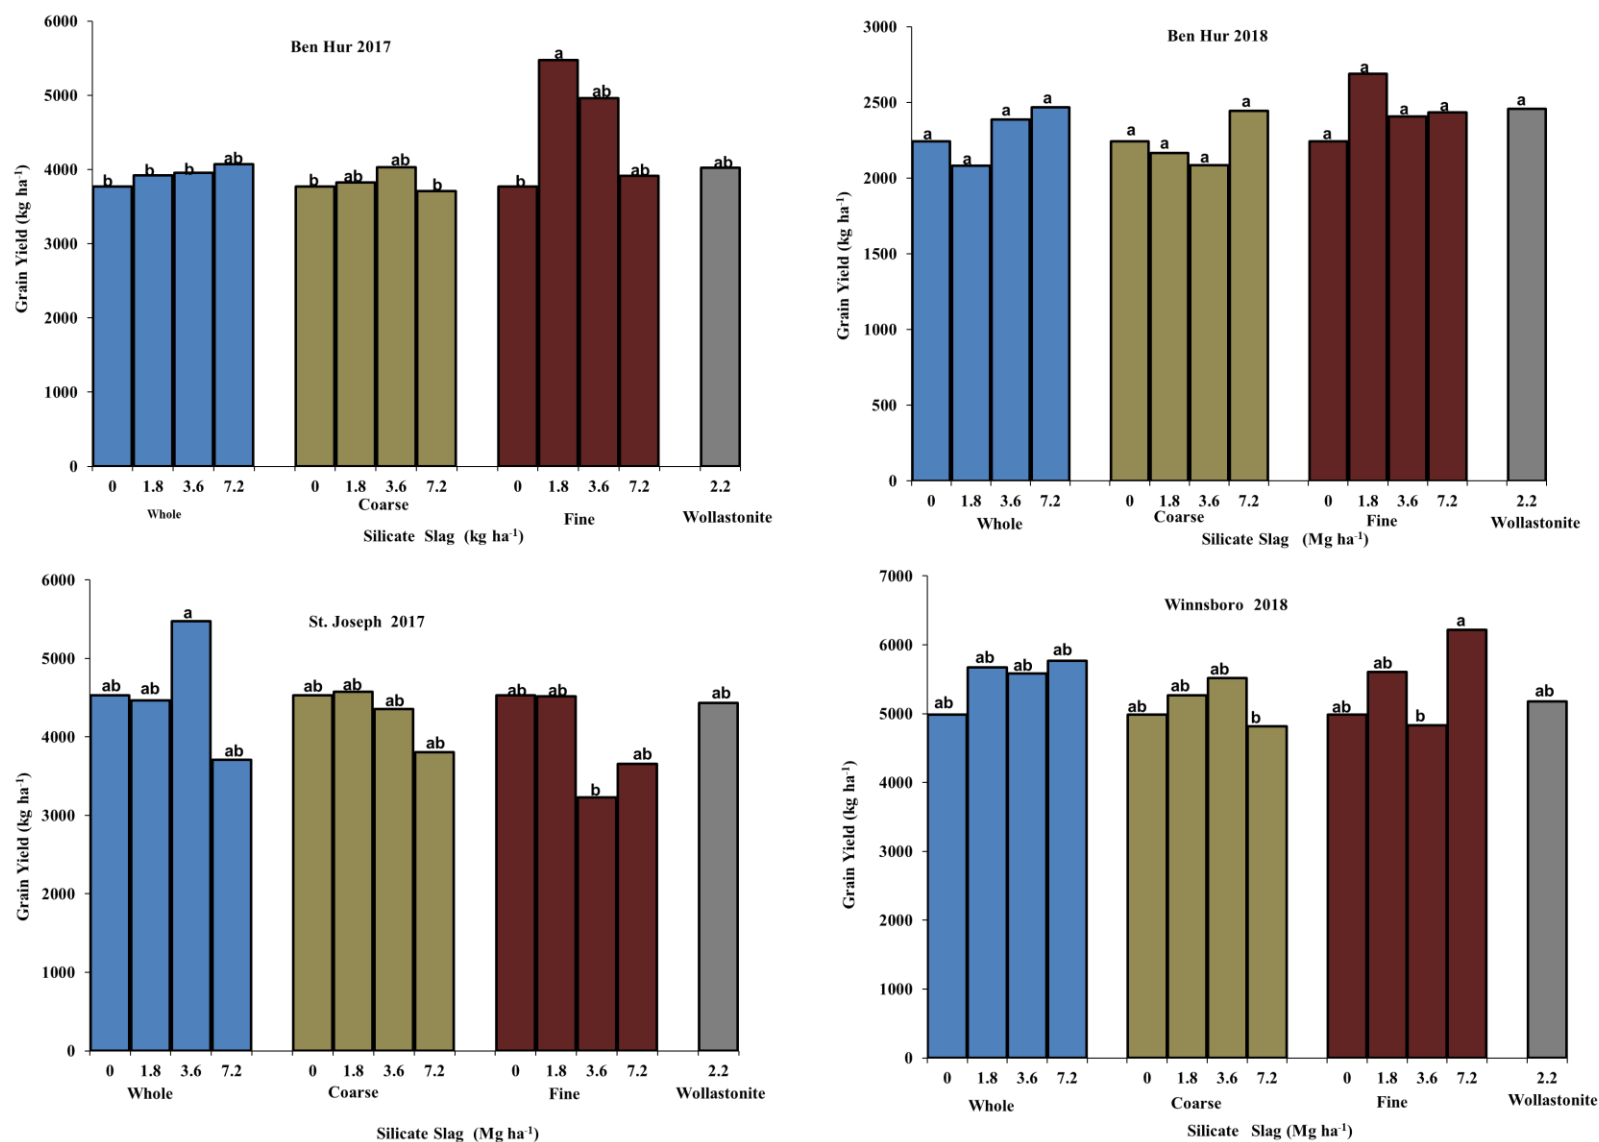 Ben Hur 2017
Grain Yield (kg ha-1)
6000
5000
4000
3000
2000
1000
0
b b b ab
b ab ab b
b a ab ab
ab
0 1.8 3.6 7.2 0 1.8 3.6 7.2 0 1.8 3.6 7.2 2.2
Whole Coarse Fine Wollastonite
Silicate Slag (kg ha-1)
Ben Hur 2018
Grain Yield (kg ha-1)
3000
2500
2000
1500
1000
500
0
a a a a
a a a a
a a a a
a
0 1.8 3.6 7.2 0 1.8 3.6 7.2 0 1.8 3.6 7.2 2.2
Whole Coarse Fine Wollastonite
Silicate Slag (Mg ha-1)
St. Joseph 2017
Grain Yield (kg ha-1)
6000
5000
4000
3000
2000
1000
0
ab ab a ab
ab ab ab ab
ab ab b ab
ab
0 1.8 3.6 7.2 0 1.8 3.6 7.2 0 1.8 3.6 7.2 2.2
Whole Coarse Fine Wollastonite
Silicate Slag (Mg ha-1)
Winnsboro 2018
Grain Yield (kg ha-1)
7000
6000
5000
4000
3000
2000
1000
0
ab ab ab ab
ab ab ab b
ab ab b a
ab
0 1.8 3.6 7.2 0 1.8 3.6 7.2 0 1.8 3.6 7.2 2.2
Whole Coarse Fine Wollastonite
Silicate Slag (Mg ha-1)